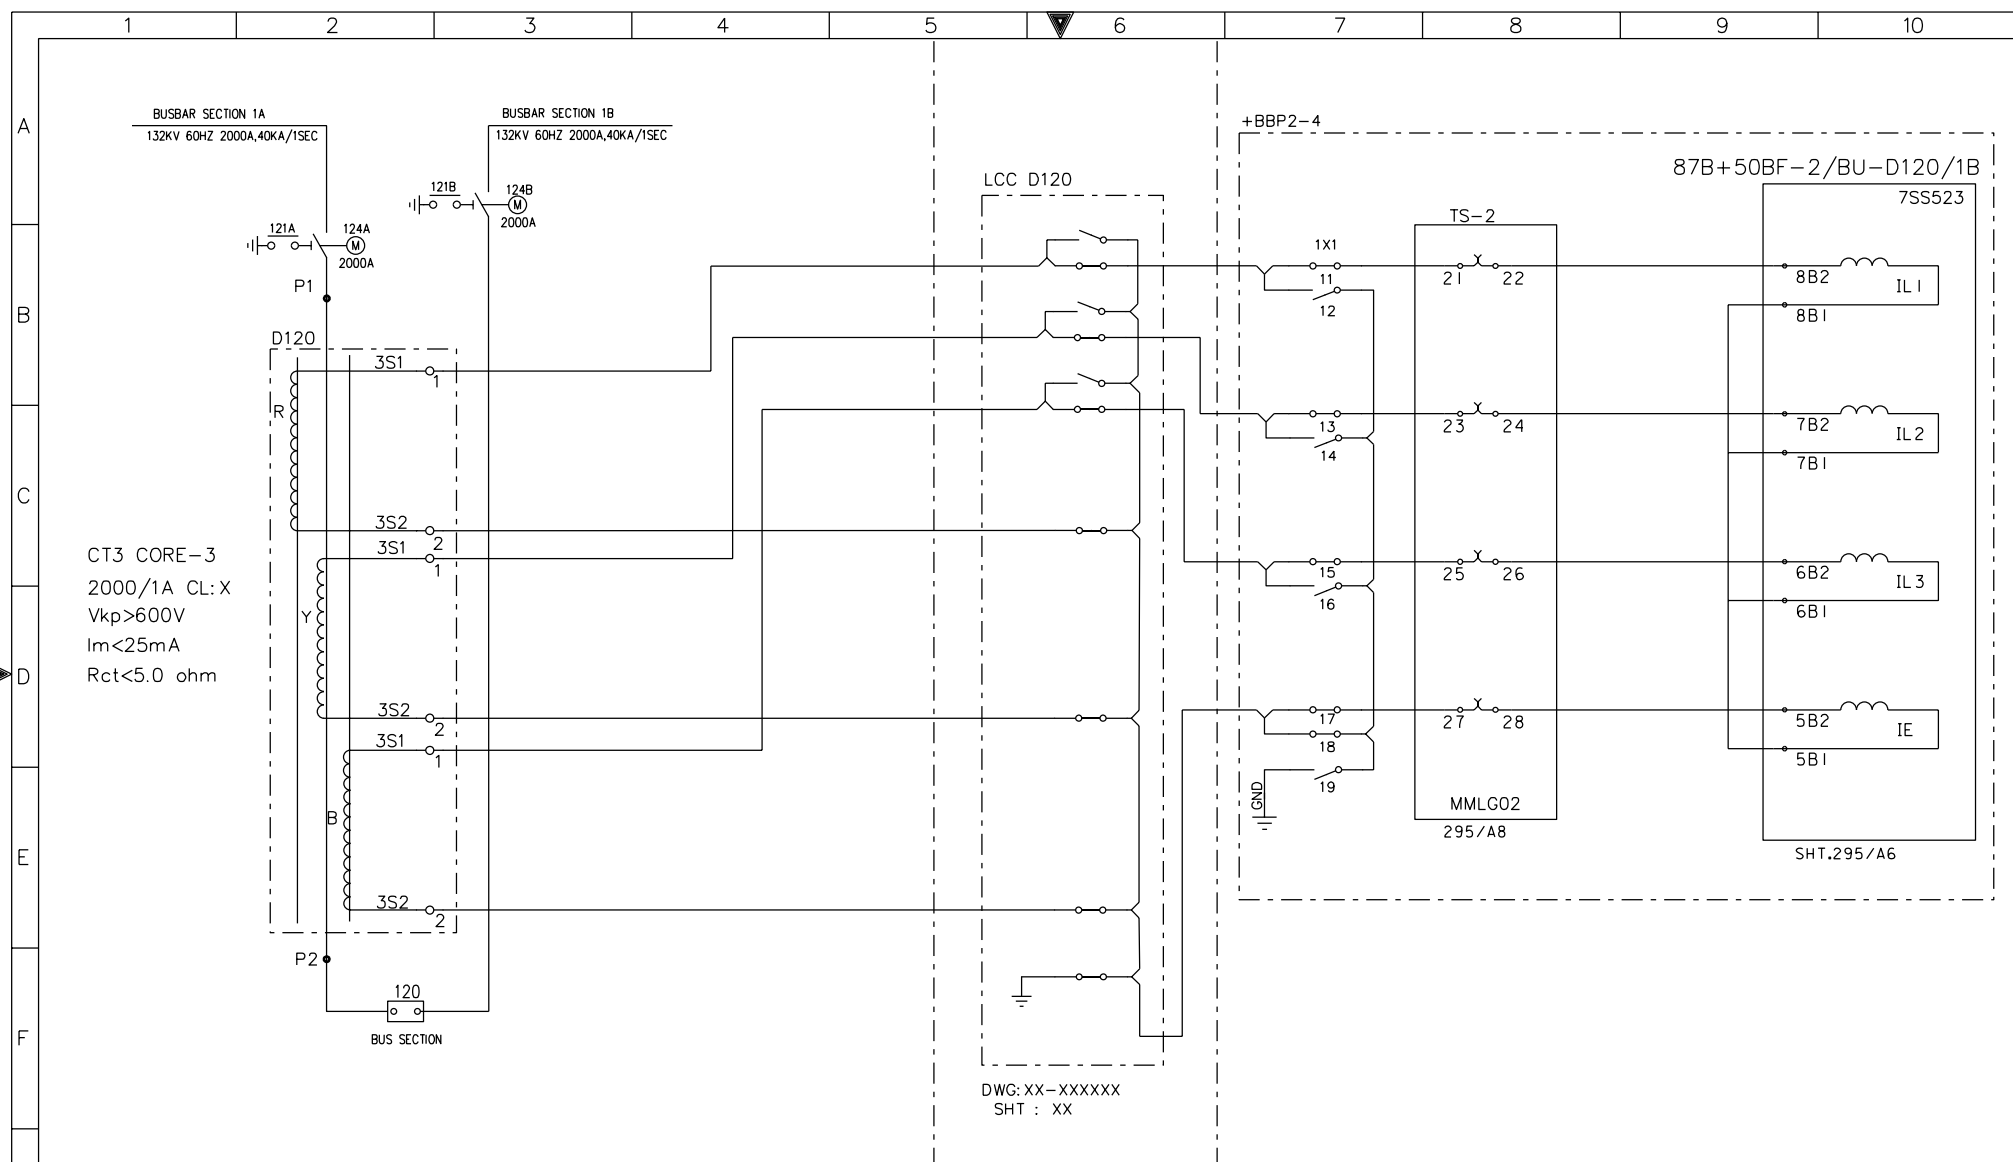 1 2 3 4 5 6 7 8 9 10
A
B
C
D
E
F
BUSBAR SECTION 1A
132KV 60HZ 2000A,40KA/1SEC
BUSBAR SECTION 1B
132KV 60HZ 2000A,40KA/1SEC
121B
124B
M
2000A
121A
124A
M
2000A
P1
D120
3S1
1
R
3S2
2
3S1
1
Y
3S2
2
3S1
1
B
3S2
2
P2
120
BUS SECTION
CT3 CORE-3
2000/1A CL:X
Vkp>600V
Im<25mA
Rct<5.0 ohm
LCC D120
DWG:XX-XXXXXX
SHT : XX
+BBP2-4
1X1
11
12
13
14
15
16
17
18
19
GND
TS-2
21 22
23 24
25 26
27 28
MMLG02
295/A8
87B+50BF-2/BU-D120/1B
7SS523
8B2
IL1
8B1
7B2
IL2
7B1
6B2
IL3
6B1
5B2
IE
5B1
SHT.295/A6